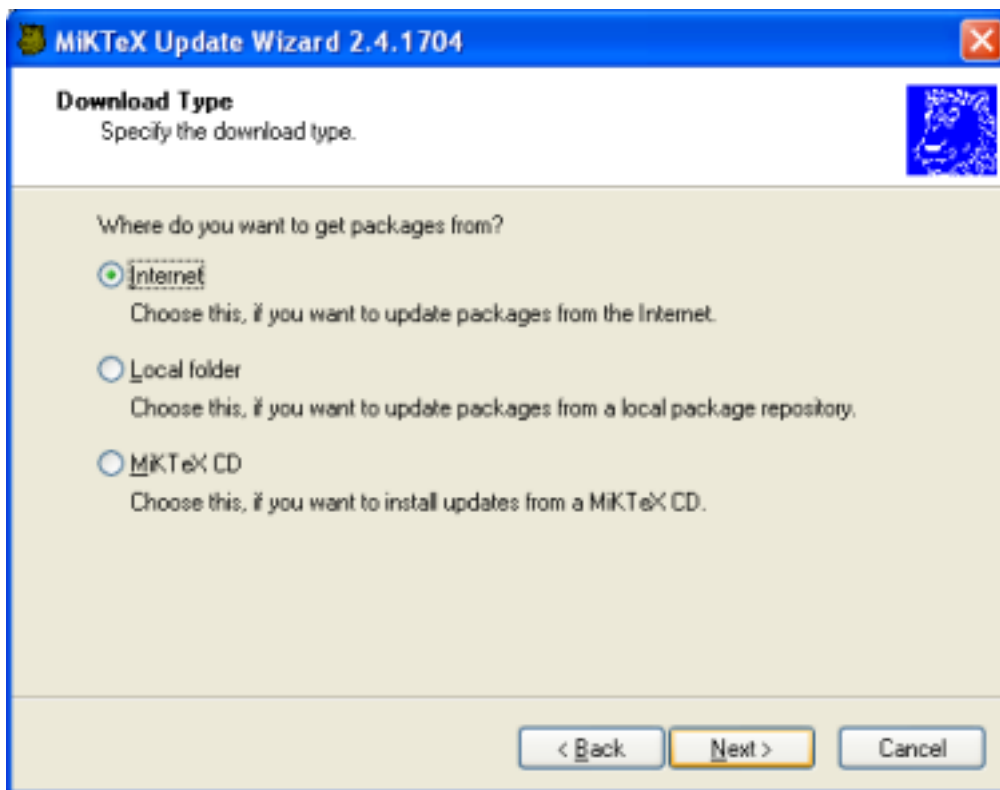 MiKTeX Update Wizard 2.4.1704
Download Type
Specify the download type.
Where do you want to get packages from?
Internet
Choose this, if you want to update packages from the Internet.
Local folder
Choose this, if you want to update packages from a local package repository.
MiKTeX CD
Choose this, if you want to install updates from a MiKTeX CD.
< Back Next > Cancel